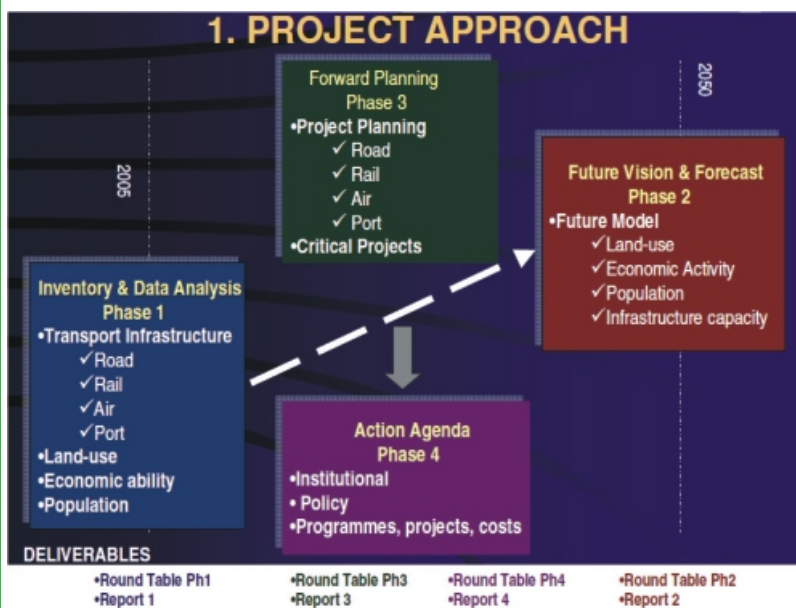 1. PROJECT APPROACH
2005
2050
Forward Planning
Phase 3
•Project Planning
✓ Road
✓ Rail
✓ Air
✓ Port
•Critical Projects
Future Vision & Forecast
Phase 2
•Future Model
✓Land-use
✓Economic Activity
✓Population
✓Infrastructure capacity
Inventory & Data Analysis
Phase 1
•Transport Infrastructure
✓Road
✓Rail
✓Air
✓Port
•Land-use
•Economic ability
•Population
Action Agenda
Phase 4
•Institutional
• Policy
•Programmes, projects, costs
DELIVERABLES
•Round Table Ph1
•Report 1
•Round Table Ph3
•Report 3
•Round Table Ph4
•Report 4
•Round Table Ph2
•Report 2